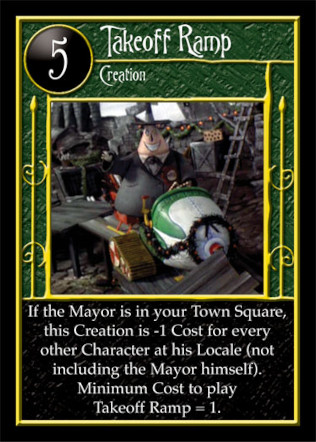 5
Takeoff Ramp
Creation
If the Mayor is in your Town Square,
this Creation is -1 Cost for every
other Character at his Locale (not
including the Mayor himself).
Minimum Cost to play
Takeoff Ramp = 1.